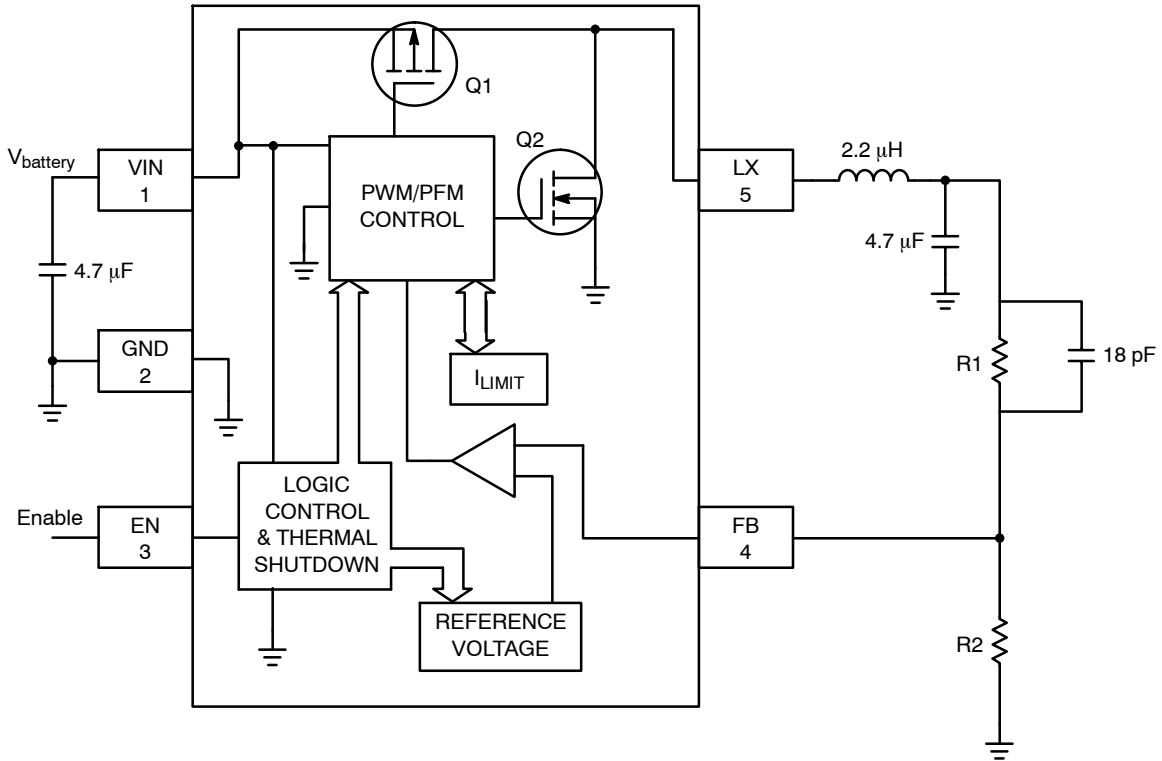 Q1
Q2
V_battery
VIN
1
PWM/PFM
CONTROL
LX
5
2.2 μH
4.7 μF
4.7 μF
GND
2
I_LIMIT
R1
18 pF
Enable
EN
3
LOGIC
CONTROL
& THERMAL
SHUTDOWN
FB
4
REFERENCE
VOLTAGE
R2